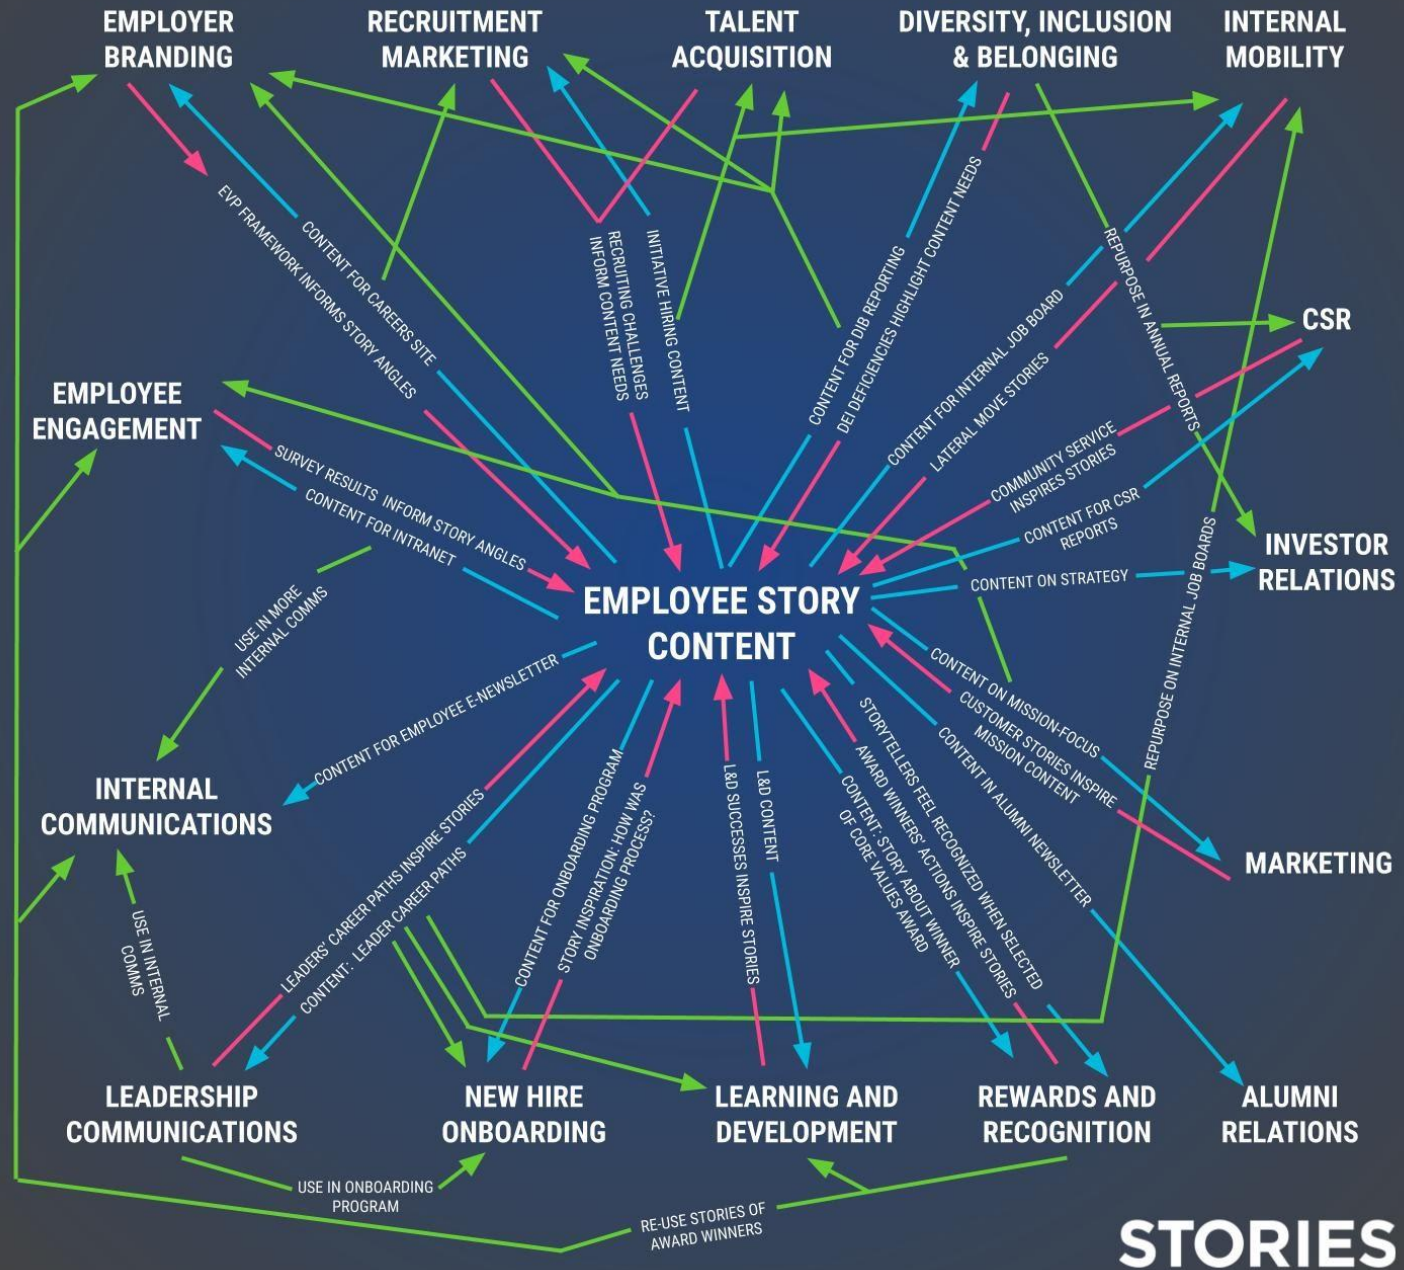 EMPLOYER
BRANDING
RECRUITMENT
MARKETING
TALENT
ACQUISITION
DIVERSITY, INCLUSION
& BELONGING
INTERNAL
MOBILITY
EVP FRAMEWORK INFORMS STORY ANGLES
CONTENT FOR CAREERS SITE
RECRUITING CHALLENGES
INFORM CONTENT NEEDS
INITIATIVE HIRING CONTENT
CONTENT FOR DIB REPORTING
DEI DEFICIENCIES HIGHLIGHT CONTENT NEEDS
CONTENT FOR INTERNAL JOB BOARD
LATERAL MOVE STORIES
REPURPOSE IN ANNUAL REPORTS
CSR
EMPLOYEE
ENGAGEMENT
SURVEY RESULTS INFORM STORY ANGLES
CONTENT FOR INTRANET
COMMUNITY SERVICE
INSPIRES STORIES
CONTENT FOR CSR
REPORTS
INVESTOR
RELATIONS
CONTENT ON STRATEGY
EMPLOYEE STORY
CONTENT
USE IN MORE
INTERNAL COMMS
CONTENT FOR EMPLOYEE E-NEWSLETTER
REPURPOSE ON INTERNAL JOB BOARDS
CONTENT ON MISSION-FOCUS
CUSTOMER STORIES INSPIRE
MISSION CONTENT
CONTENT IN ALUMNI NEWSLETTER
INTERNAL
COMMUNICATIONS
MARKETING
LEADERS' CAREER PATHS INSPIRE STORIES
CONTENT: LEADER CAREER PATHS
CONTENT FOR ONBOARDING PROGRAM
STORY INSPIRATION: HOW WAS
ONBOARDING PROCESS?
L&D SUCCESSES INSPIRE STORIES
L&D CONTENT
STORYTELLERS FEEL RECOGNIZED WHEN SELECTED
AWARD WINNERS' ACTIONS INSPIRE STORIES
CONTENT: STORY ABOUT WINNER
OF CORE VALUES AWARD
USE IN INTERNAL
COMMS
LEADERSHIP
COMMUNICATIONS
NEW HIRE
ONBOARDING
LEARNING AND
DEVELOPMENT
REWARDS AND
RECOGNITION
ALUMNI
RELATIONS
USE IN ONBOARDING
PROGRAM
RE-USE STORIES OF
AWARD WINNERS
STORIES